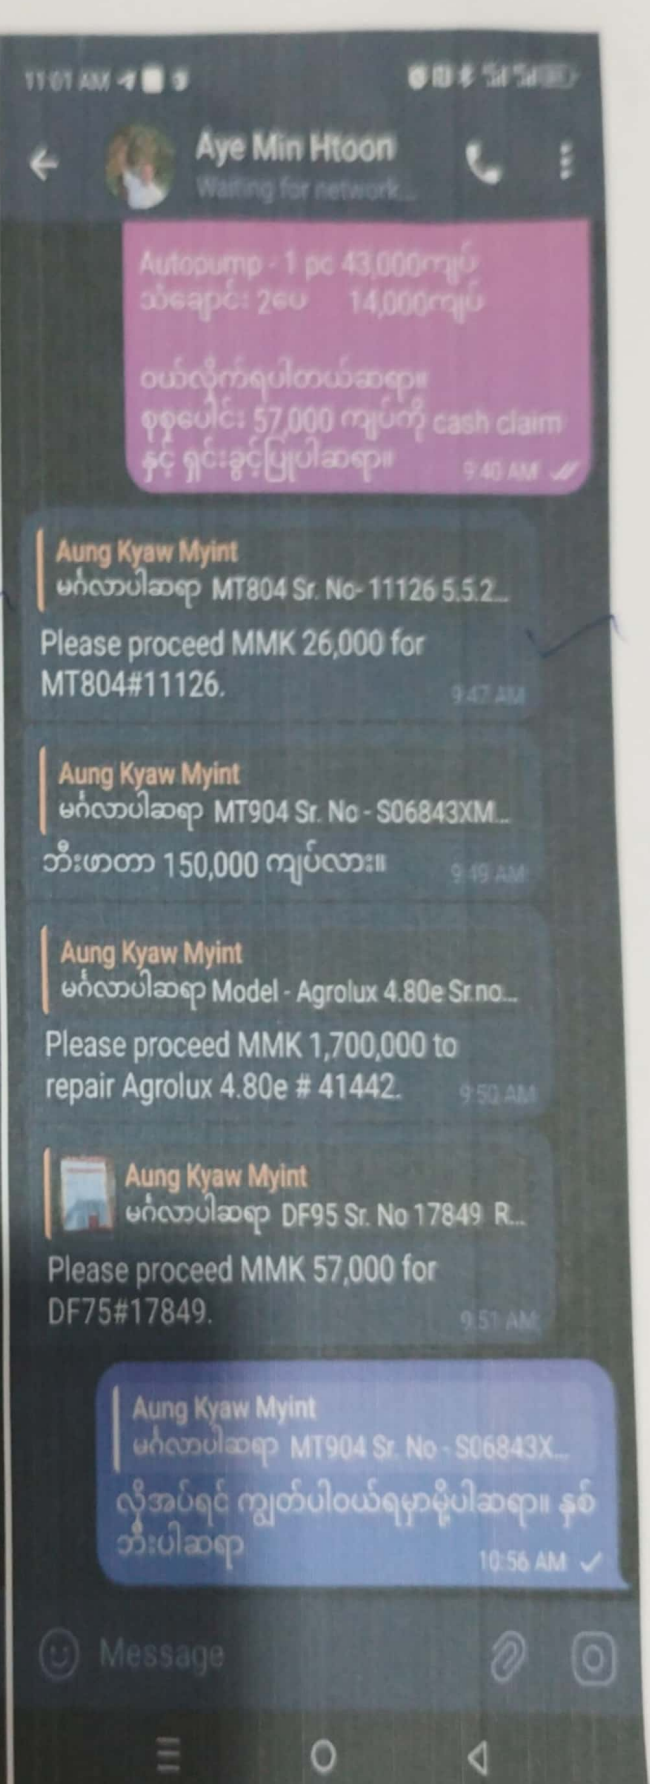 11:01 AM
Aye Min Htoon
Waiting for network...
Autopump - 1 pc 43,000ကျပ်
သံချောင်း 2ပေ 14,000ကျပ်
ဝယ်လိုက်ရပါတယ်ဆရာ။
စုစုပေါင်း 57,000 ကျပ်ကို cash claim
နှင့် ရှင်းခွင့်ပြုပါဆရာ။ 9:40 AM
Aung Kyaw Myint
မင်္ဂလာပါဆရာ MT804 Sr. No- 11126 5.5.2...
Please proceed MMK 26,000 for
MT804#11126. 9:47 AM
Aung Kyaw Myint
မင်္ဂလာပါဆရာ MT904 Sr. No - S06843XM...
ဘီးဖာတာ 150,000 ကျပ်လား။ 9:49 AM
Aung Kyaw Myint
မင်္ဂလာပါဆရာ Model - Agrolux 4.80e Sr.no...
Please proceed MMK 1,700,000 to
repair Agrolux 4.80e # 41442. 9:50 AM
Aung Kyaw Myint
မင်္ဂလာပါဆရာ DF95 Sr. No 17849 R...
Please proceed MMK 57,000 for
DF75#17849. 9:51 AM
Aung Kyaw Myint
မင်္ဂလာပါဆရာ MT904 Sr. No - S06843X...
လိုအပ်ရင် ကျွတ်ပါဝယ်ရမှာမို့ပါဆရာ။ နှစ်
ဘီးပါဆရာ 10:56 AM
Message